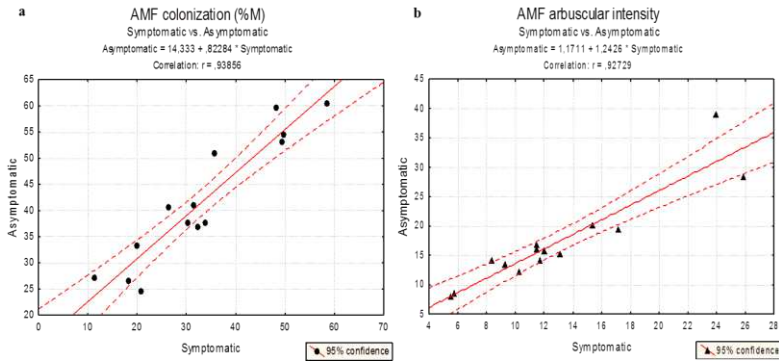 a
AMF colonization (%M)
Symptomatic vs. Asymptomatic
Asymptomatic = 14,333 + ,82284 * Symptomatic
Correlation: r = ,93856
Asymptomatic
65
60
55
50
45
40
35
30
25
20
0 10 20 30 40 50 60 70
Symptomatic
95% confidence
b
AMF arbuscular intensity
Symptomatic vs. Asymptomatic
Asymptomatic = 1,1711 + 1,2426 * Symptomatic
Correlation: r = ,92729
Asymptomatic
45
40
35
30
25
20
15
10
5
4 6 8 10 12 14 16 18 20 22 24 26 28
Symptomatic
95% confidence